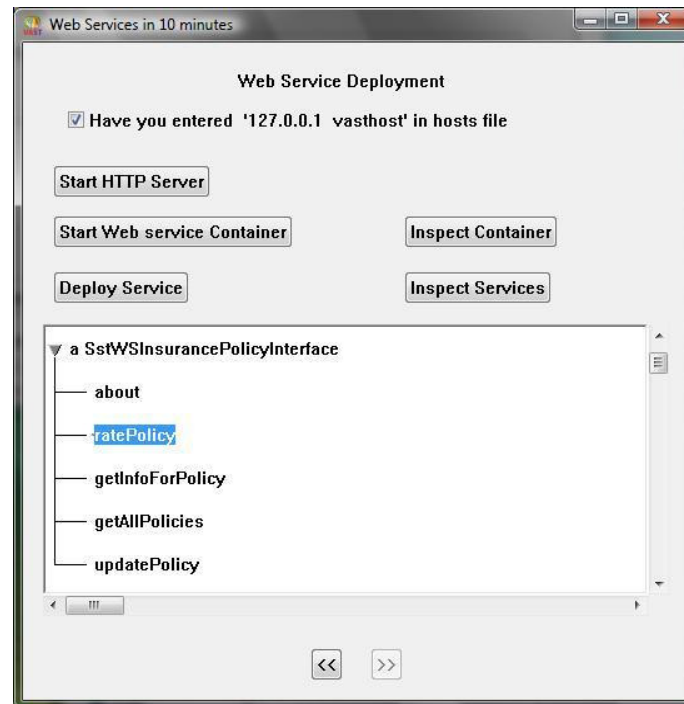 VAST Web Services in 10 minutes
Web Service Deployment
Have you entered '127.0.0.1 vasthost' in hosts file
Start HTTP Server
Start Web service Container
Inspect Container
Deploy Service
Inspect Services
a SstWSInsurancePolicyInterface
about
ratePolicy
getInfoForPolicy
getAllPolicies
updatePolicy
<< >>